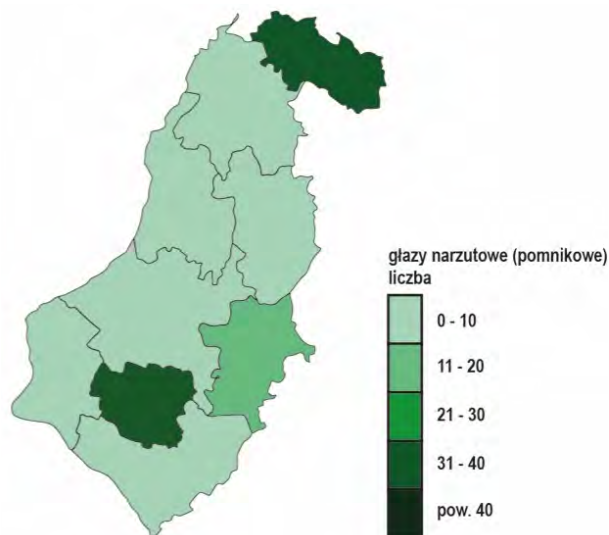 głazy narzutowe (pomnikowe)
liczba
0 - 10
11 - 20
21 - 30
31 - 40
pow. 40